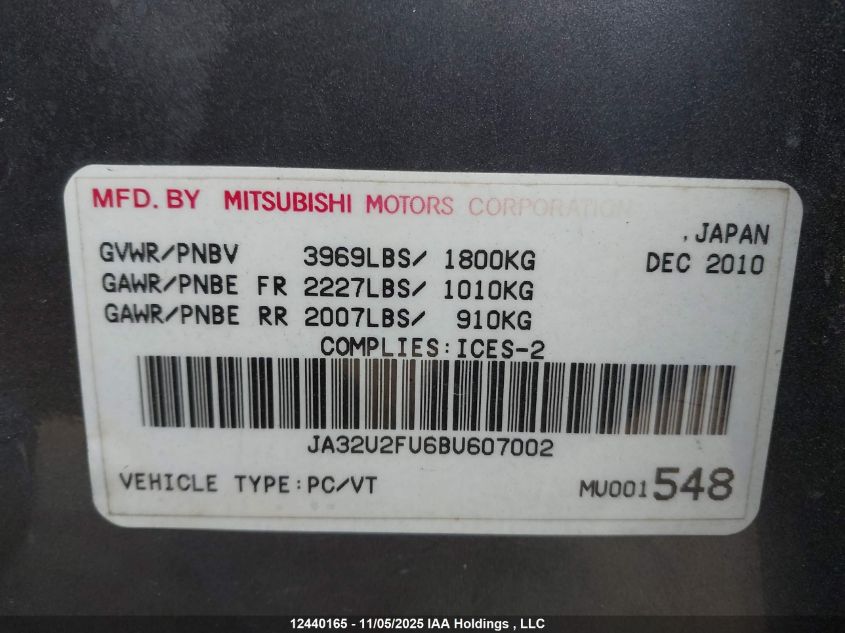 MFD. BY MITSUBISHI MOTORS CORPORATION
, JAPAN
GVWR/PNBV 3969LBS/ 1800KG DEC 2010
GAWR/PNBE FR 2227LBS/ 1010KG
GAWR/PNBE RR 2007LBS/ 910KG
COMPLIES:ICES-2
JA32U2FU6BU607002
VEHICLE TYPE:PC/VT MU001548
12440165 - 11/05/2025 IAA Holdings , LLC